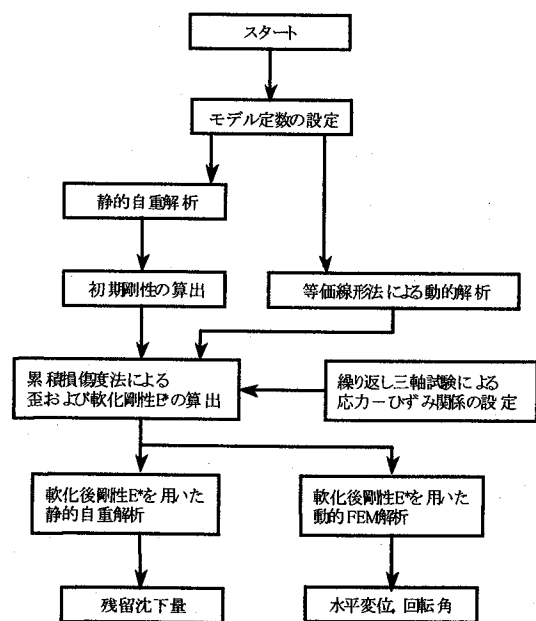 スタート
モデル定数の設定
静的自重解析
初期剛性の算出
等価線形法による動的解析
累積損傷度法による
歪および軟化剛性E*の算出
繰り返し三軸試験による
応力－ひずみ関係の設定
軟化後剛性E*を用いた
静的自重解析
軟化後剛性E*を用いた
動的FEM解析
残留沈下量
水平変位, 回転角